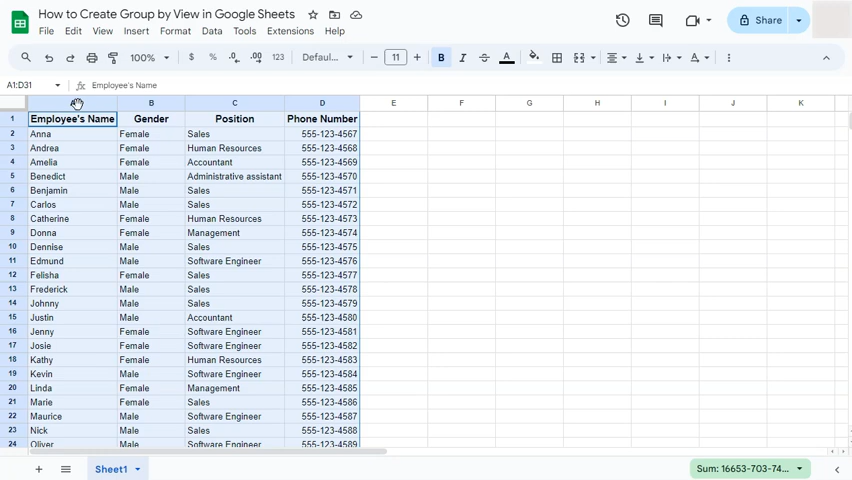 How to Create Group by View in Google Sheets
File Edit View Insert Format Data Tools Extensions Help
Share
100% $ % .0 .00 123 Defaul... 11 B I A
A1:D31 fx Employee's Name
A B C D E F G H I J K
1 Employee's Name Gender Position Phone Number
2 Anna Female Sales 555-123-4567
3 Andrea Female Human Resources 555-123-4568
4 Amelia Female Accountant 555-123-4569
5 Benedict Male Administrative assistant 555-123-4570
6 Benjamin Male Sales 555-123-4571
7 Carlos Male Sales 555-123-4572
8 Catherine Female Human Resources 555-123-4573
9 Donna Female Management 555-123-4574
10 Dennise Male Sales 555-123-4575
11 Edmund Male Software Engineer 555-123-4576
12 Felisha Female Sales 555-123-4577
13 Frederick Male Sales 555-123-4578
14 Johnny Male Sales 555-123-4579
15 Justin Male Accountant 555-123-4580
16 Jenny Female Software Engineer 555-123-4581
17 Josie Female Software Engineer 555-123-4582
18 Kathy Female Human Resources 555-123-4583
19 Kevin Male Software Engineer 555-123-4584
20 Linda Female Management 555-123-4585
21 Marie Female Sales 555-123-4586
22 Maurice Male Software Engineer 555-123-4587
23 Nick Male Sales 555-123-4588
24 Oliver Male Software Engineer 555-123-4589
Sheet1 Sum: 16653-703-74...